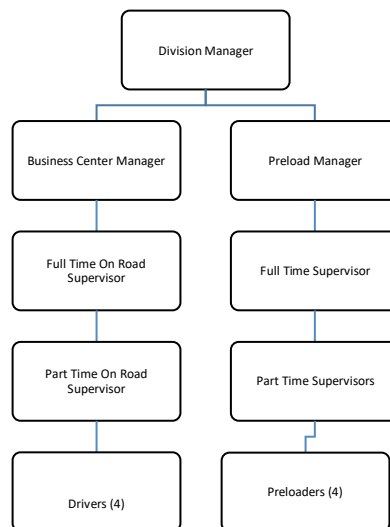 Division Manager
Business Center Manager
Preload Manager
Full Time On Road
Supervisor
Full Time Supervisor
Part Time On Road
Supervisor
Part Time Supervisors
Drivers (4)
Preloaders (4)